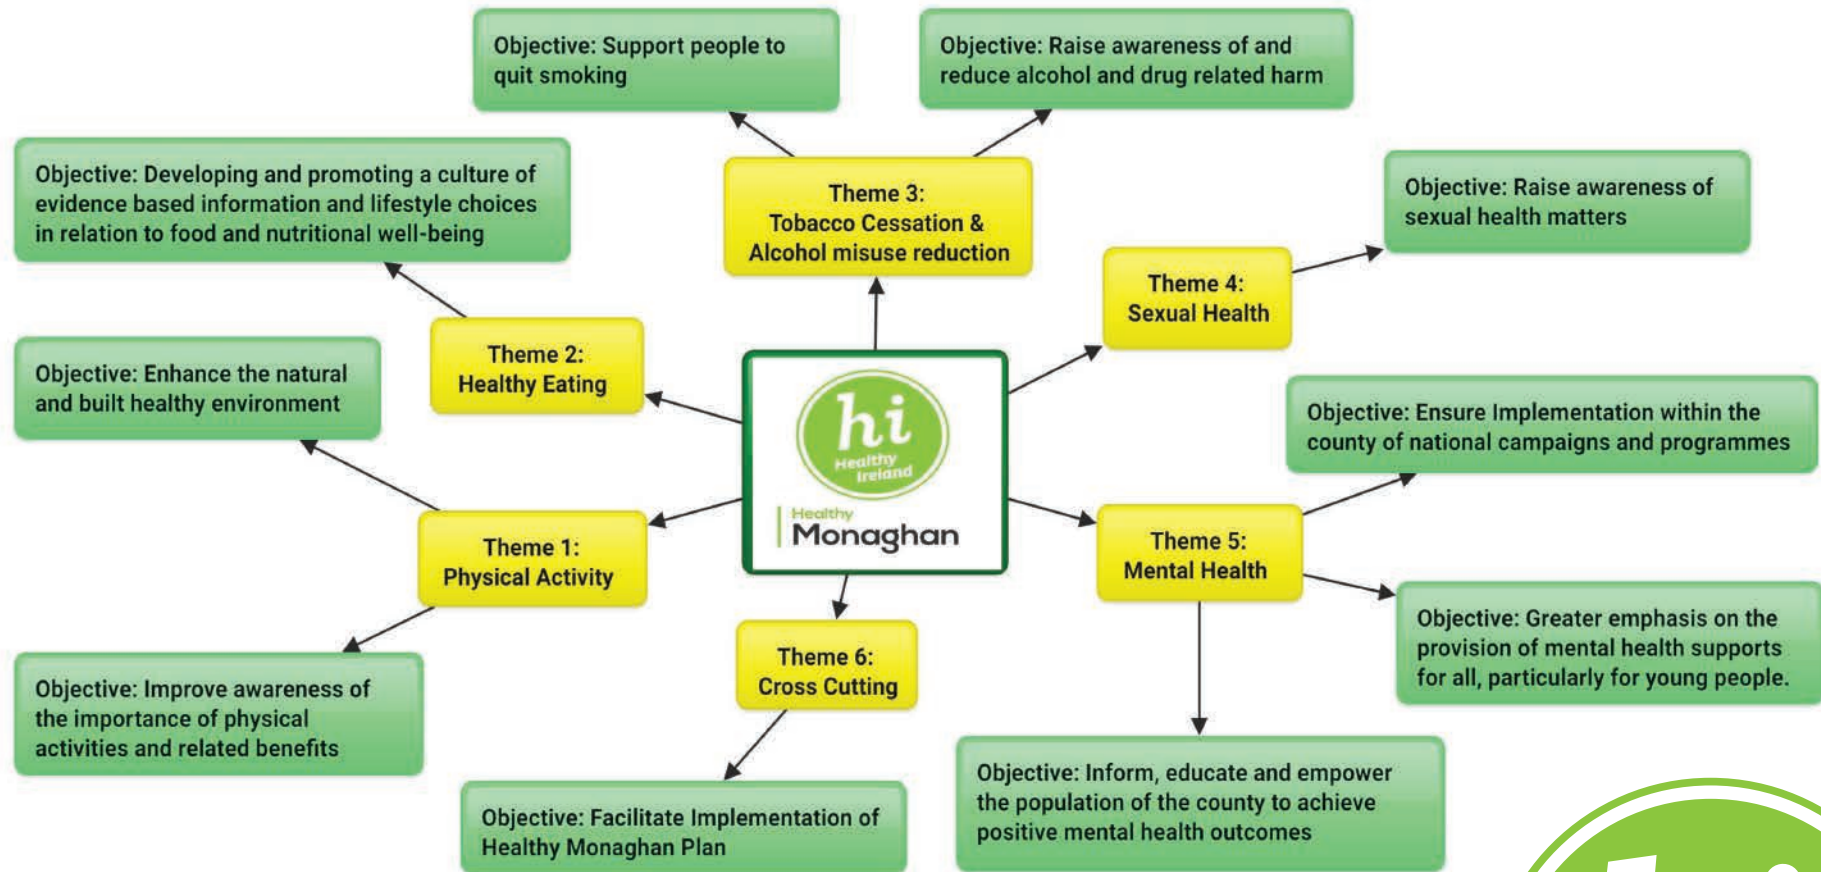 Objective: Support people to
quit smoking
Objective: Raise awareness of and
reduce alcohol and drug related harm
Objective: Developing and promoting a culture of
evidence based information and lifestyle choices
in relation to food and nutritional well-being
Theme 3:
Tobacco Cessation &
Alcohol misuse reduction
Objective: Raise awareness of
sexual health matters
Theme 4:
Sexual Health
Theme 2:
Healthy Eating
Objective: Enhance the natural
and built healthy environment
hi
Healthy
Ireland
Healthy
Monaghan
Objective: Ensure Implementation within the
county of national campaigns and programmes
Theme 1:
Physical Activity
Theme 5:
Mental Health
Objective: Greater emphasis on the
provision of mental health supports
for all, particularly for young people.
Objective: Improve awareness of
the importance of physical
activities and related benefits
Theme 6:
Cross Cutting
Objective: Facilitate Implementation of
Healthy Monaghan Plan
Objective: Inform, educate and empower
the population of the county to achieve
positive mental health outcomes